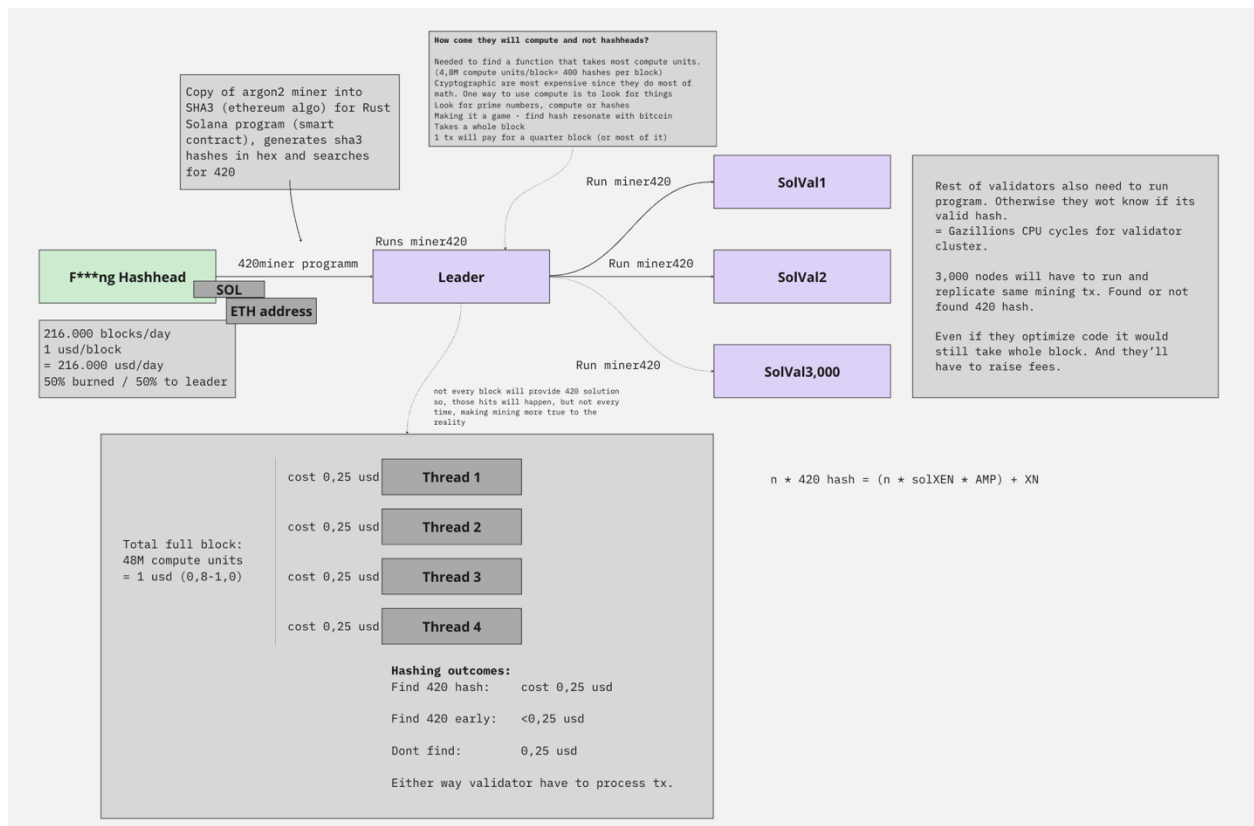 How come they will compute and not hashheads?
Needed to find a function that takes most compute units.
(4,8M compute units/block= 400 hashes per block)
Cryptographic are most expensive since they do most of
math. One way to use compute is to look for things
Look for prime numbers, compute or hashes
Making it a game - find hash resonate with bitcoin
Takes a whole block
1 tx will pay for a quarter block (or most of it)
Copy of argon2 miner into
SHA3 (ethereum algo) for Rust
Solana program (smart
contract), generates sha3
hashes in hex and searches
for 420
F***ng Hashhead
SOL
ETH address
420miner programm
216.000 blocks/day
1 usd/block
= 216.000 usd/day
50% burned / 50% to leader
Runs miner420
Leader
Run miner420
SolVal1
Run miner420
SolVal2
Run miner420
SolVal3,000
Rest of validators also need to run
program. Otherwise they wot know if its
valid hash.
= Gazillions CPU cycles for validator
cluster.
3,000 nodes will have to run and
replicate same mining tx. Found or not
found 420 hash.
Even if they optimize code it would
still take whole block. And they’ll
have to raise fees.
not every block will provide 420 solution
so, those hits will happen, but not every
time, making mining more true to the
reality
n * 420 hash = (n * solXEN * AMP) + XN
Total full block:
48M compute units
= 1 usd (0,8-1,0)
cost 0,25 usd
Thread 1
cost 0,25 usd
Thread 2
cost 0,25 usd
Thread 3
cost 0,25 usd
Thread 4
Hashing outcomes:
Find 420 hash: cost 0,25 usd
Find 420 early: <0,25 usd
Dont find: 0,25 usd
Either way validator have to process tx.